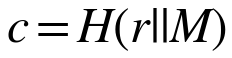 c = H(r||M)